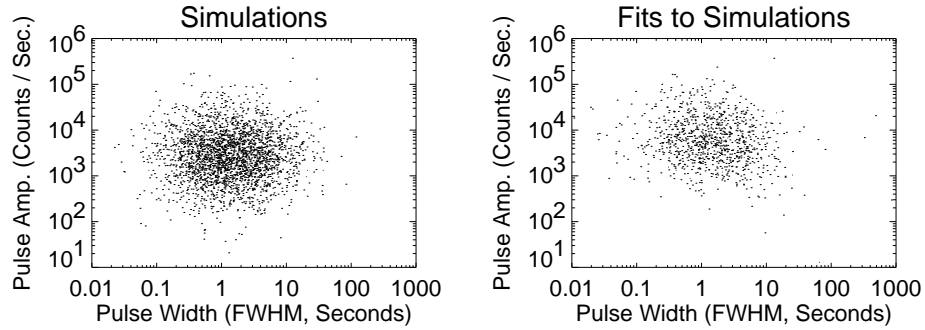 Simulations
Pulse Amp. (Counts / Sec.)
10^6
10^5
10^4
10^3
10^2
10^1
0.01 0.1 1 10 100 1000
Pulse Width (FWHM, Seconds)
Fits to Simulations
Pulse Amp. (Counts / Sec.)
10^6
10^5
10^4
10^3
10^2
10^1
0.01 0.1 1 10 100 1000
Pulse Width (FWHM, Seconds)